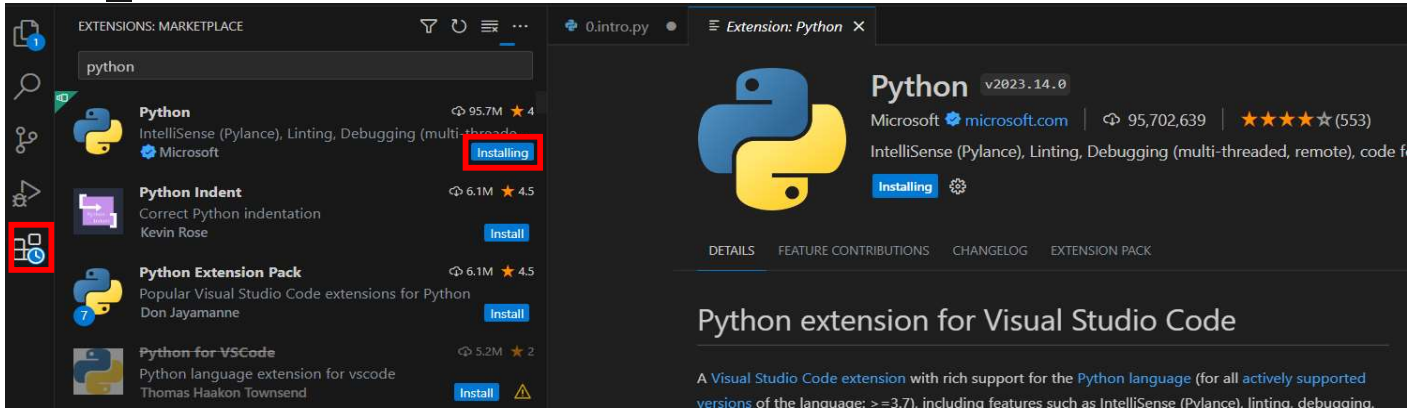 EXTENSIONS: MARKETPLACE
python
Python
95.7M ★ 4
IntelliSense (Pylance), Linting, Debugging (multi-threade
Microsoft
Installing
Python Indent
6.1M ★ 4.5
Correct Python indentation
Kevin Rose
Install
Python Extension Pack
6.1M ★ 4.5
Popular Visual Studio Code extensions for Python
Don Jayamanne
Install
7
Python for VSCode
5.2M ★ 2
Python language extension for vscode
Thomas Haakon Townsend
Install
1
0.intro.py
Extension: Python
Python v2023.14.0
Microsoft microsoft.com | 95,702,639 | ★★★★☆(553)
IntelliSense (Pylance), Linting, Debugging (multi-threaded, remote), code f
Installing
DETAILS FEATURE CONTRIBUTIONS CHANGELOG EXTENSION PACK
Python extension for Visual Studio Code
A Visual Studio Code extension with rich support for the Python language (for all actively supported
versions of the language: >=3.7), including features such as IntelliSense (Pylance), linting, debugging,